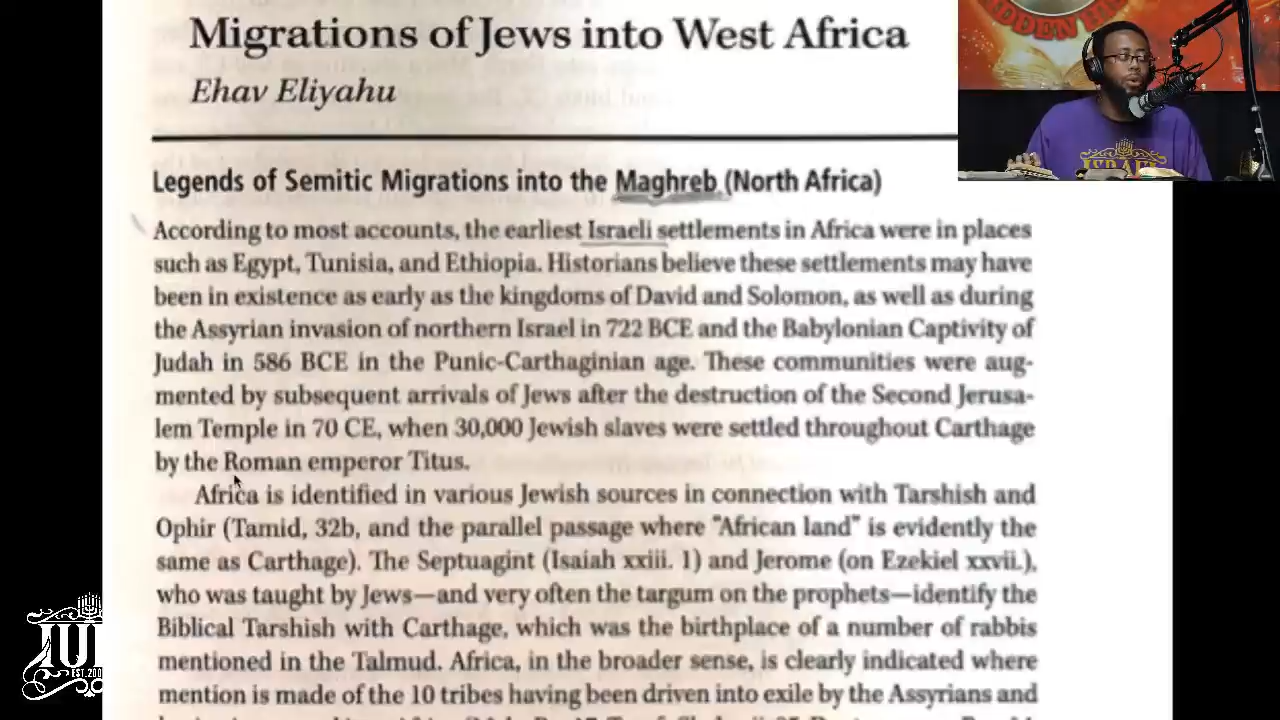 Migrations of Jews into West Africa
Ehav Eliyahu
Legends of Semitic Migrations into the Maghreb (North Africa)
According to most accounts, the earliest Israeli settlements in Africa were in places
such as Egypt, Tunisia, and Ethiopia. Historians believe these settlements may have
been in existence as early as the kingdoms of David and Solomon, as well as during
the Assyrian invasion of northern Israel in 722 BCE and the Babylonian Captivity of
Judah in 586 BCE in the Punic-Carthaginian age. These communities were aug-
mented by subsequent arrivals of Jews after the destruction of the Second Jerusa-
lem Temple in 70 CE, when 30,000 Jewish slaves were settled throughout Carthage
by the Roman emperor Titus.
Africa is identified in various Jewish sources in connection with Tarshish and
Ophir (Tamid, 32b, and the parallel passage where "African land" is evidently the
same as Carthage). The Septuagint (Isaiah xxiii. 1) and Jerome (on Ezekiel xxvii.),
who was taught by Jews—and very often the targum on the prophets—identify the
Biblical Tarshish with Carthage, which was the birthplace of a number of rabbis
mentioned in the Talmud. Africa, in the broader sense, is clearly indicated where
mention is made of the 10 tribes having been driven into exile by the Assyrians and
ISRAEL
EST.200